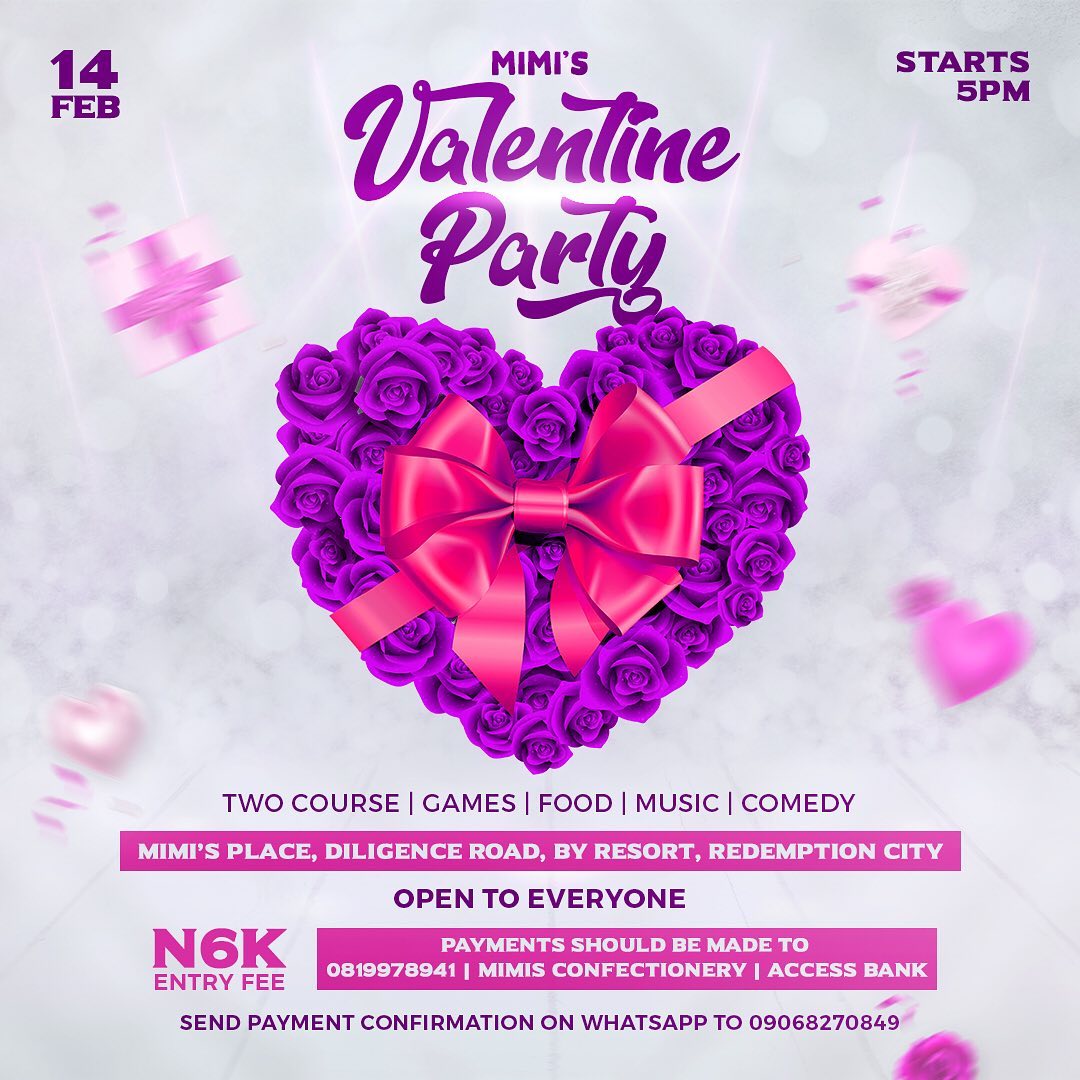 14
FEB
MIMI'S
Valentine
Party
STARTS
5PM
TWO COURSE | GAMES | FOOD | MUSIC | COMEDY
MIMI'S PLACE, DILIGENCE ROAD, BY RESORT, REDEMPTION CITY
OPEN TO EVERYONE
N6K
ENTRY FEE
PAYMENTS SHOULD BE MADE TO
0819978941 | MIMIS CONFECTIONERY | ACCESS BANK
SEND PAYMENT CONFIRMATION ON WHATSAPP TO 09068270849